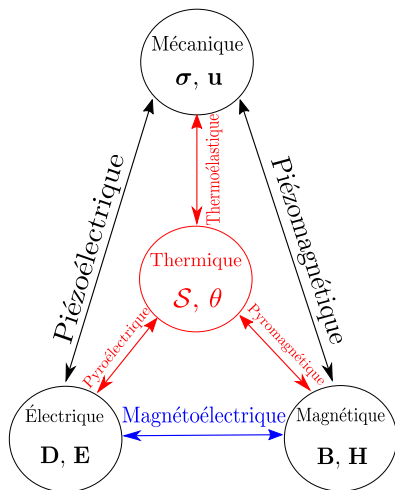 Mécanique
σ, u
Thermoélastique
Piézoélectrique
Piézomagnétique
Thermique
𝒮, θ
Pyroélectrique
Pyromagnétique
Électrique
D, E
Magnétoélectrique
Magnétique
B, H